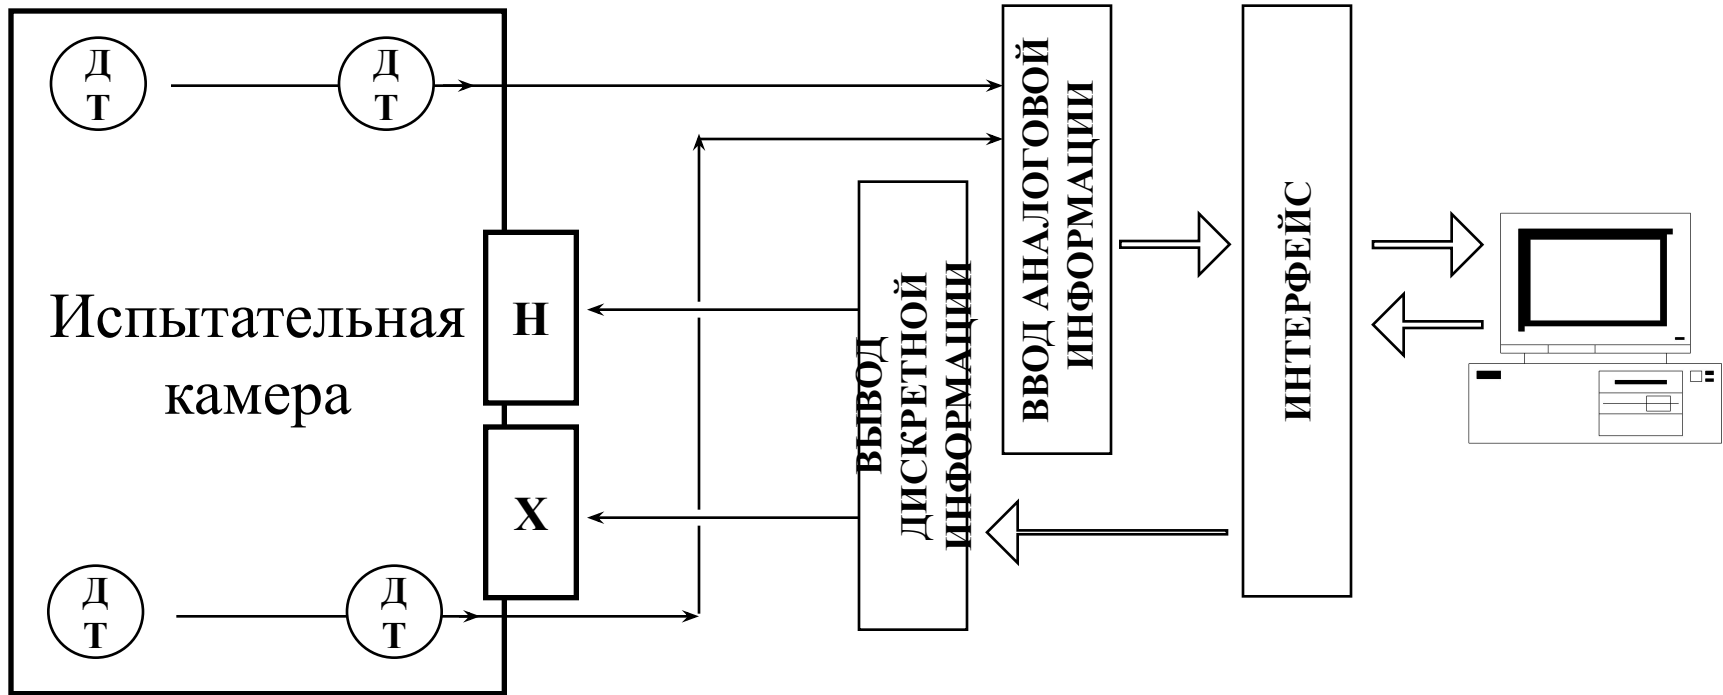 Д
Т
Д
Т
Испытательная
камера
Н
Х
Д
Т
Д
Т
ВЫВОД
ДИСКРЕТНОЙ
ИНФОРМАЦИИ
ВВОД АНАЛОГОВОЙ
ИНФОРМАЦИИ
ИНТЕРФЕЙС